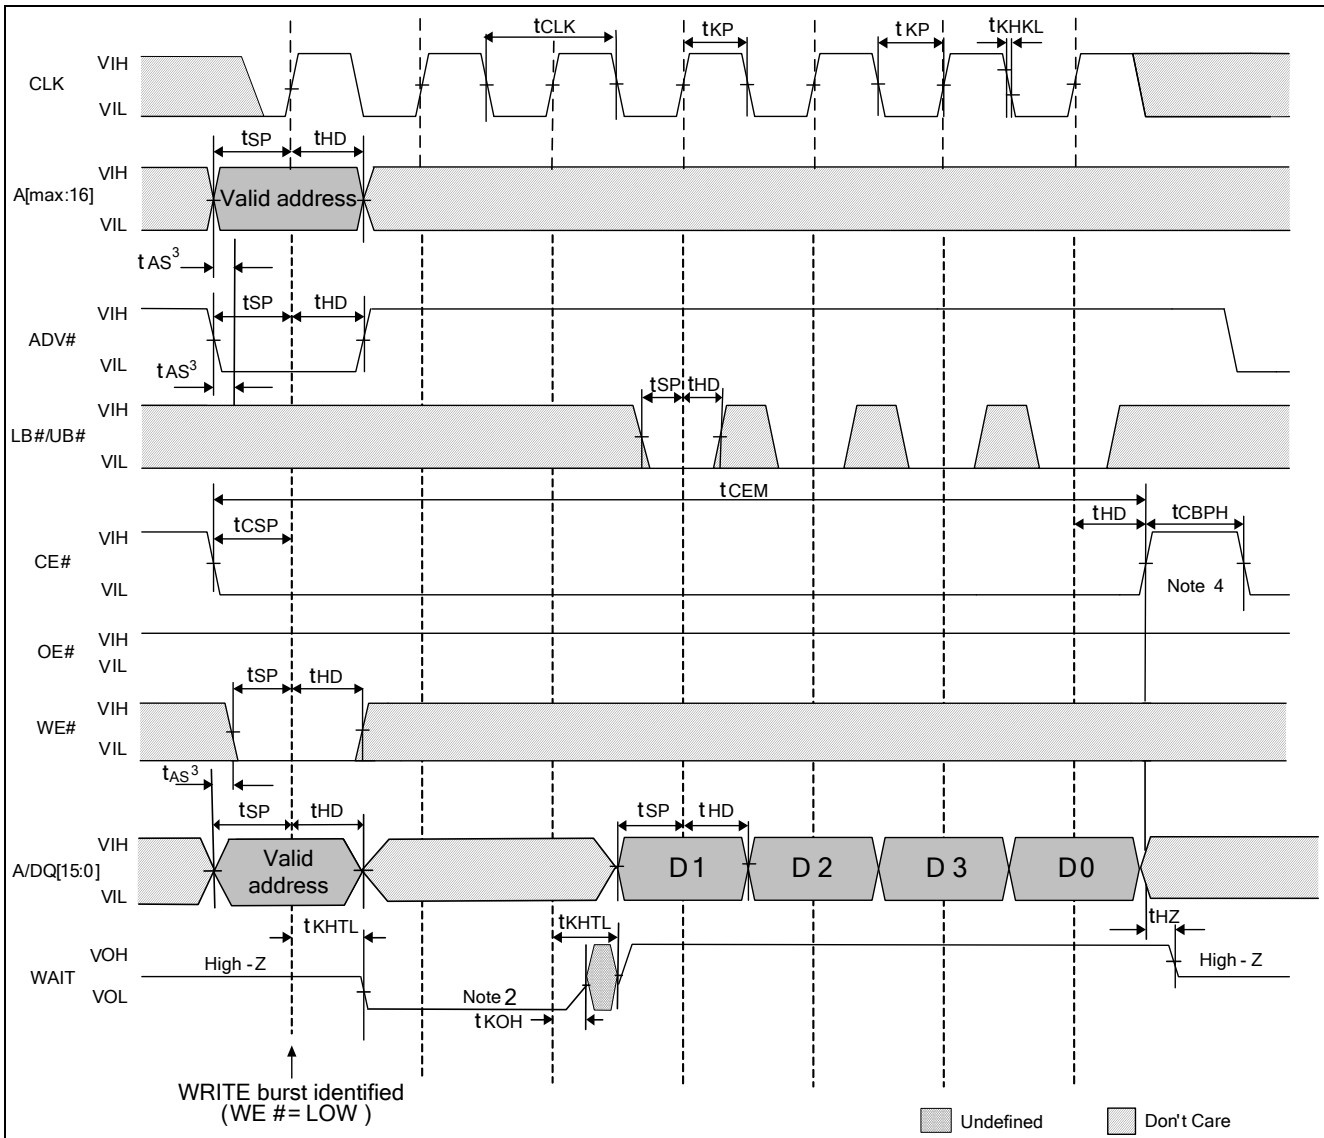 tCLK tKP tKP tKHKL
VIH
CLK
VIL
tSP tHD
VIH
A[max:16] Valid address
VIL
tAS3
tSP tHD
VIH
ADV#
VIL
tAS3
tSP tHD
VIH
LB#/UB#
VIL
tCEM
tCSP tHD tCBPH
VIH
CE#
VIL Note 4
VIH
OE#
VIL
tSP tHD
VIH
WE#
VIL
tAS3
tSP tHD tSP tHD
VIH
A/DQ[15:0] Valid address D1 D2 D3 D0
VIL
tKHTL tKHTL tHZ
VOH High-Z High-Z
WAIT
VOL Note 2
tKOH
WRITE burst identified
(WE #= LOW )
Undefined Don't Care